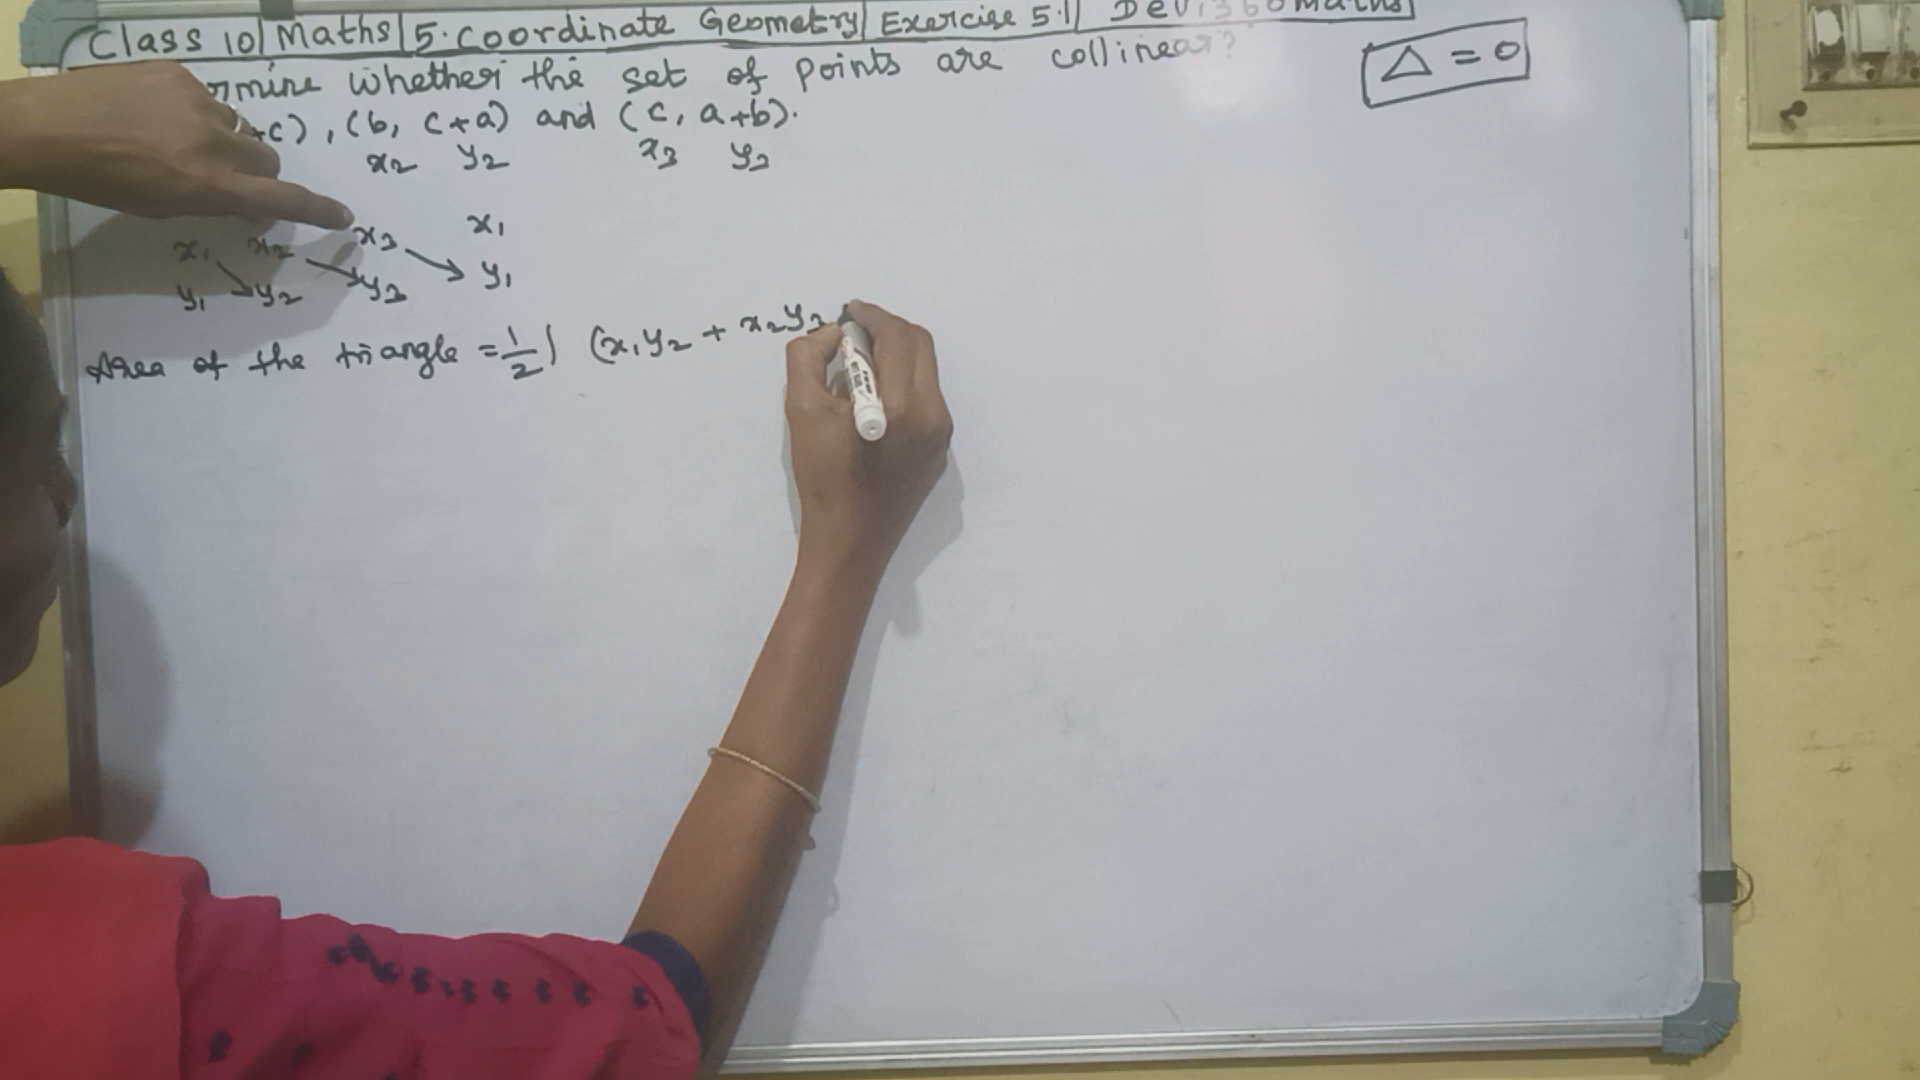 Class 10 | Maths | 5. Coordinate Geometry | Exercise 5.1 | Devi360Maths
whether the set of points are collinear?
Δ = 0
+c), (b, c+a) and (c, a+b).
x2 y2 x3 y3
x1 x2 x3 x1
y1 y2 y3 y1
Area of the triangle = 1/2 | (x1y2 + x2y3